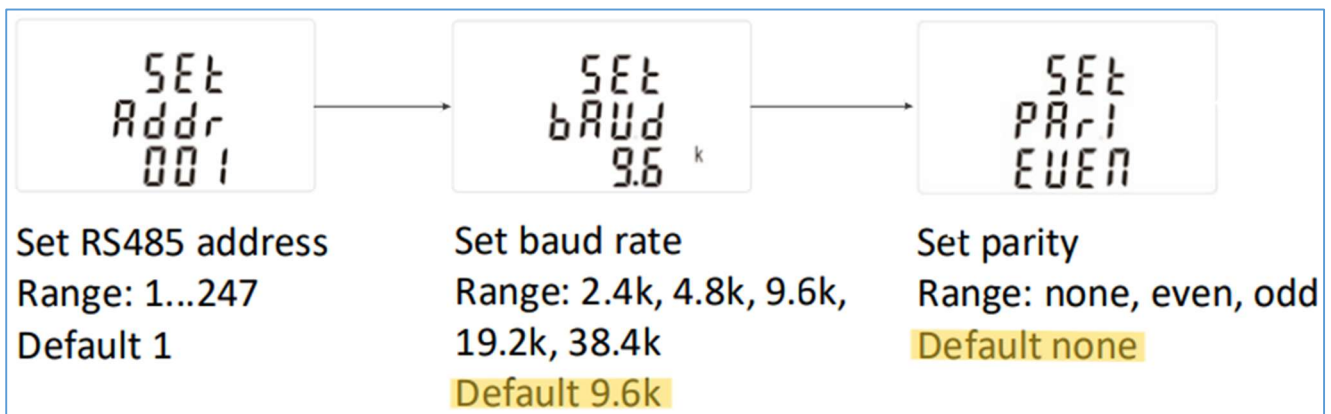 SEt
Addr
001
SEt
bAUd
9.6 k
SEt
PArI
EVEN
Set RS485 address
Range: 1...247
Default 1
Set baud rate
Range: 2.4k, 4.8k, 9.6k,
19.2k, 38.4k
Default 9.6k
Set parity
Range: none, even, odd
Default none